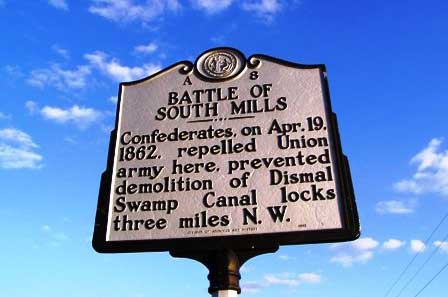 A 8
BATTLE OF
SOUTH MILLS
Confederates, on Apr. 19,
1862, repelled Union
army here, prevented
demolition of Dismal
Swamp Canal locks
three miles N. W.